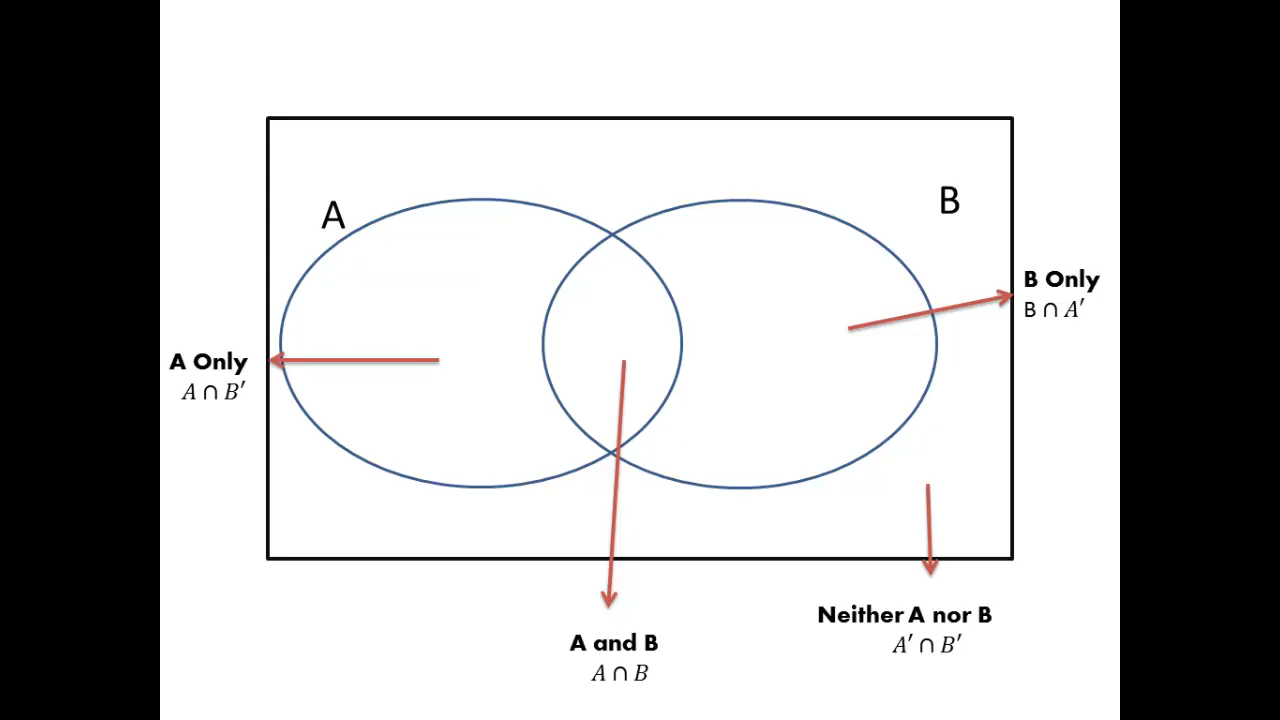 A
B
B Only
B ∩ 𝐴′
A Only
𝐴 ∩ 𝐵′
Neither A nor B
𝐴′ ∩ 𝐵′
A and B
𝐴 ∩ 𝐵